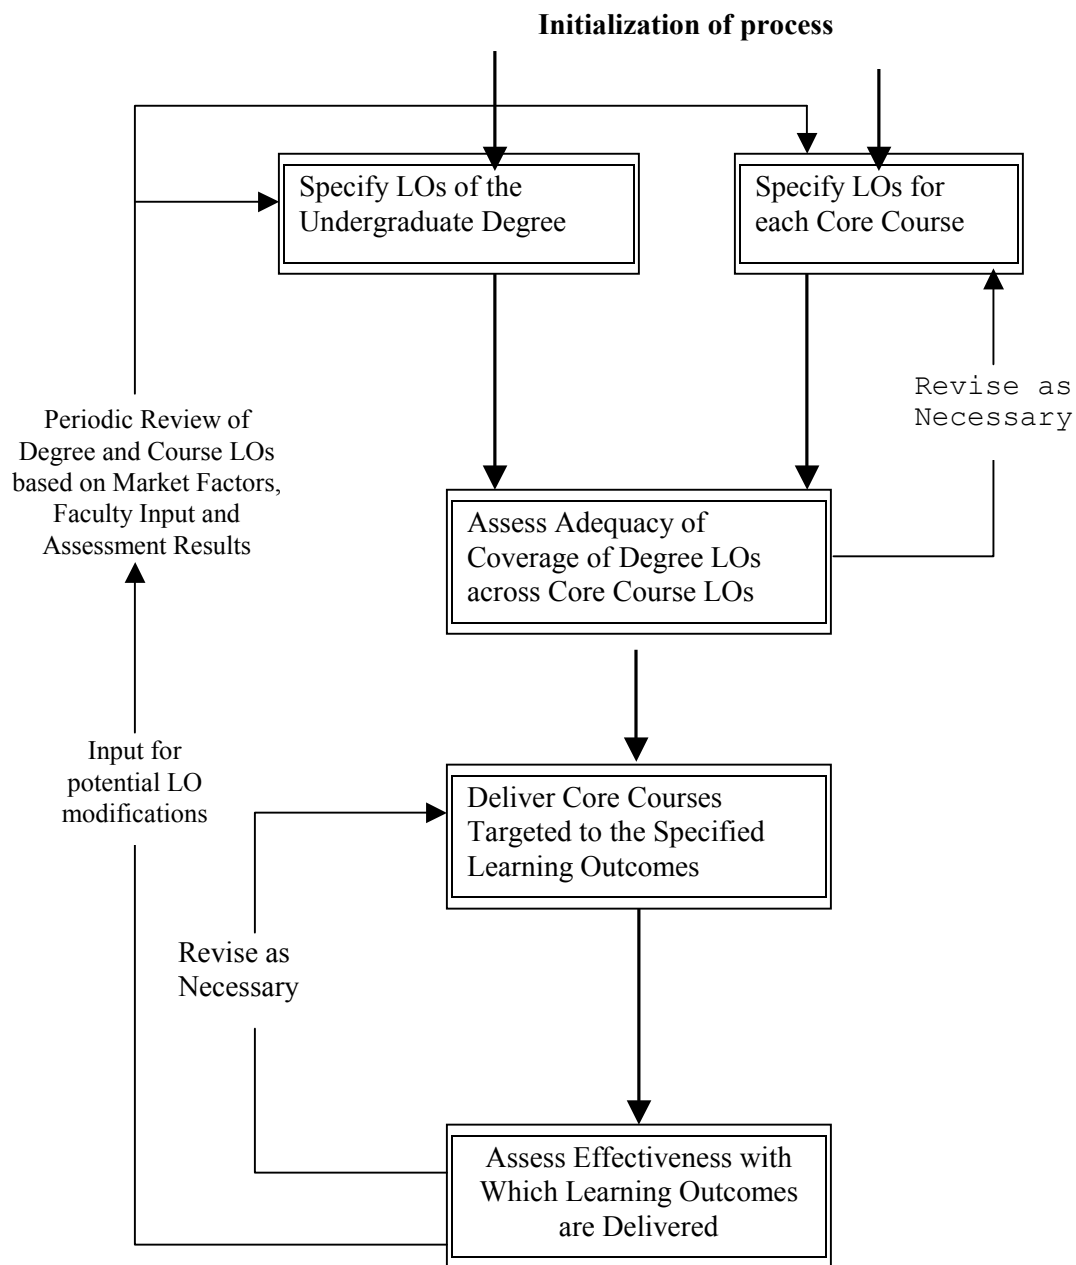 Initialization of process
Specify LOs of the
Undergraduate Degree
Specify LOs for
each Core Course
Revise as
Necessary
Periodic Review of
Degree and Course LOs
based on Market Factors,
Faculty Input and
Assessment Results
Assess Adequacy of
Coverage of Degree LOs
across Core Course LOs
Input for
potential LO
modifications
Deliver Core Courses
Targeted to the Specified
Learning Outcomes
Revise as
Necessary
Assess Effectiveness with
Which Learning Outcomes
are Delivered